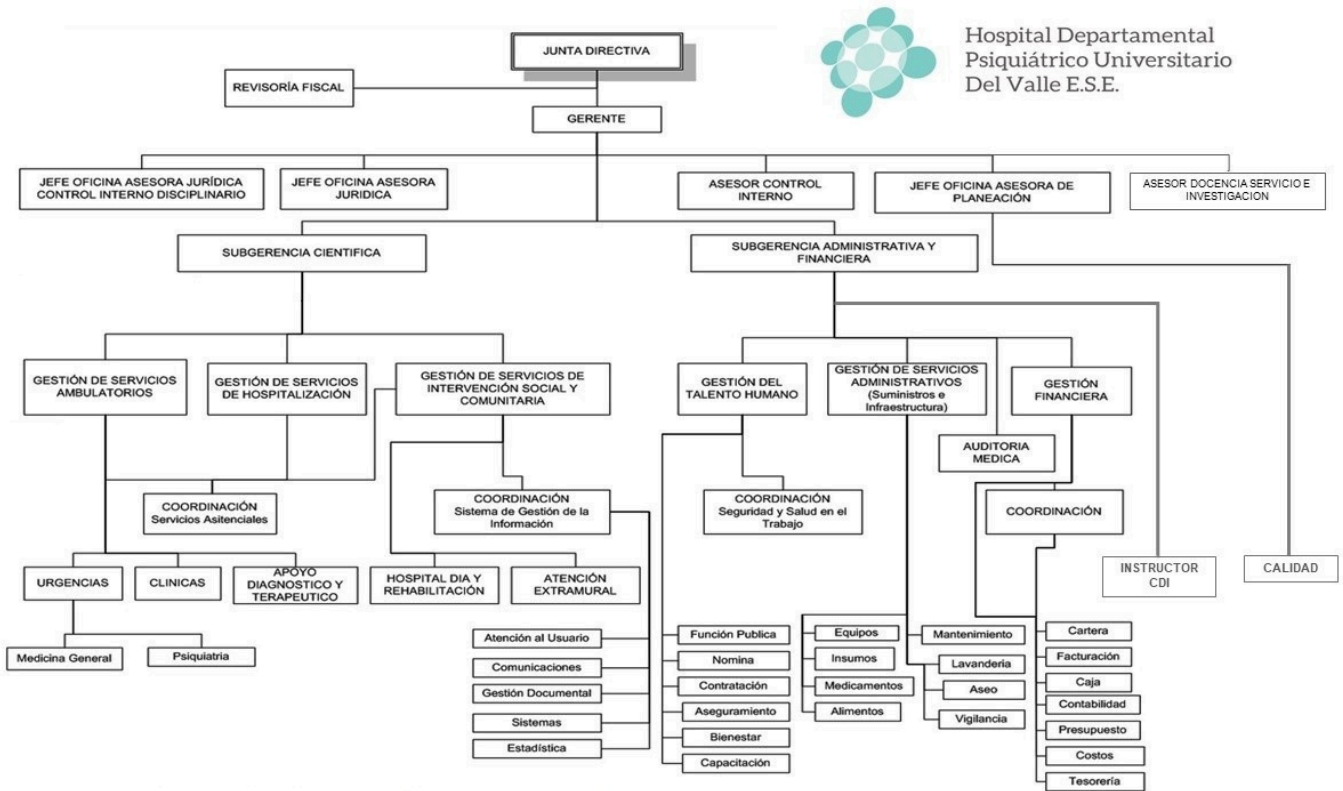 Hospital Departamental
Psiquiátrico Universitario
Del Valle E.S.E.
JUNTA DIRECTIVA
REVISORÍA FISCAL
GERENTE
JEFE OFICINA ASESORA JURÍDICA
CONTROL INTERNO DISCIPLINARIO
JEFE OFICINA ASESORA
JURIDICA
ASESOR CONTROL
INTERNO
JEFE OFICINA ASESORA DE
PLANEACIÓN
ASESOR DOCENCIA SERVICIO E
INVESTIGACION
SUBGERENCIA CIENTIFICA
SUBGERENCIA ADMINISTRATIVA Y
FINANCIERA
GESTIÓN DE SERVICIOS
AMBULATORIOS
GESTIÓN DE SERVICIOS
DE HOSPITALIZACIÓN
GESTIÓN DE SERVICIOS DE
INTERVENCIÓN SOCIAL Y
COMUNITARIA
GESTIÓN DEL
TALENTO HUMANO
GESTIÓN DE SERVICIOS
ADMINISTRATIVOS
(Suministros e
Infraestructura)
GESTIÓN
FINANCIERA
AUDITORIA
MEDICA
COORDINACIÓN
Servicios Asitenciales
COORDINACIÓN
Sistema de Gestión de la
Información
COORDINACIÓN
Seguridad y Salud en el
Trabajo
COORDINACIÓN
URGENCIAS
CLINICAS
APOYO
DIAGNOSTICO Y
TERAPEUTICO
HOSPITAL DIA Y
REHABILITACIÓN
ATENCIÓN
EXTRAMURAL
INSTRUCTOR
CDI
CALIDAD
Medicina General
Psiquiatria
Atención al Usuario
Comunicaciones
Gestión Documental
Sistemas
Estadística
Función Publica
Nomina
Contratación
Aseguramiento
Bienestar
Capacitación
Equipos
Insumos
Medicamentos
Alimentos
Mantenimiento
Lavanderia
Aseo
Vigilancia
Cartera
Facturación
Caja
Contabilidad
Presupuesto
Costos
Tesorería